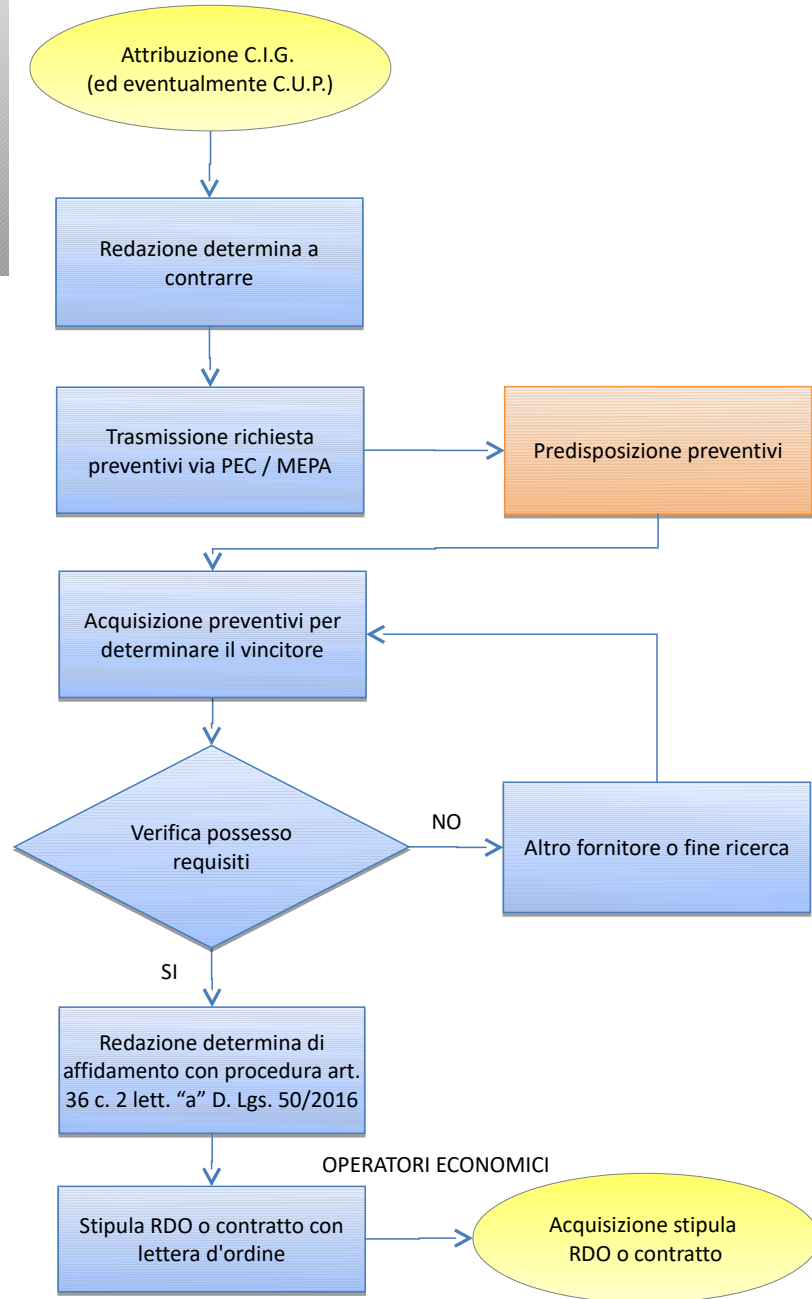 Attribuzione C.I.G.
(ed eventualmente C.U.P.)
Redazione determina a
contrarre
Trasmissione richiesta
preventivi via PEC / MEPA
Predisposizione preventivi
Acquisizione preventivi per
determinare il vincitore
Verifica possesso
requisiti
NO
Altro fornitore o fine ricerca
SI
Redazione determina di
affidamento con procedura art.
36 c. 2 lett. “a” D. Lgs. 50/2016
OPERATORI ECONOMICI
Stipula RDO o contratto con
lettera d'ordine
Acquisizione stipula
RDO o contratto